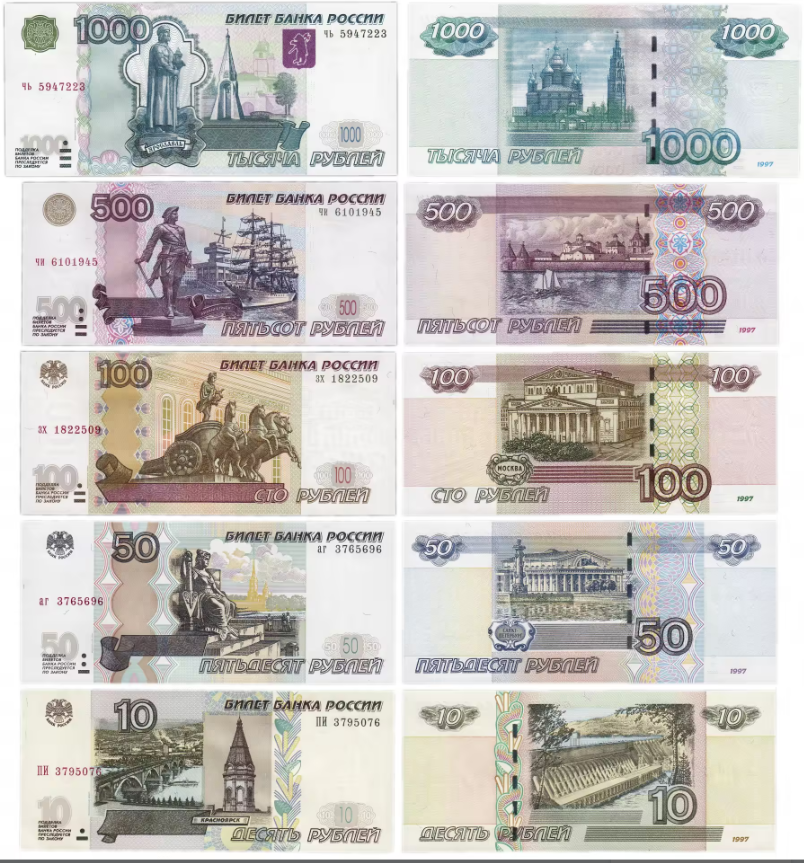 1000
БИЛЕТ БАНКА РОССИИ
чь 5947223
чь 5947223
ЯРОСЛАВЛЬ
1000
1000
ПОДДЕЛКА
БИЛЕТОВ
БАНКА РОССИИ
ПРЕСЛЕДУЕТСЯ
ПО ЗАКОНУ
ТЫСЯЧА РУБЛЕЙ
1000
1000
1000
ТЫСЯЧА РУБЛЕЙ
1997
500
БИЛЕТ БАНКА РОССИИ
чи 6101945
чи 6101945
500
500
ПОДДЕЛКА
БИЛЕТОВ
БАНКА РОССИИ
ПРЕСЛЕДУЕТСЯ
ПО ЗАКОНУ
ПЯТЬСОТ РУБЛЕЙ
500
500
500
ПЯТЬСОТ РУБЛЕЙ
1997
100
БИЛЕТ БАНКА РОССИИ
зх 1822509
зх 1822509
100
100
ПОДДЕЛКА
БИЛЕТОВ
БАНКА РОССИИ
ПРЕСЛЕДУЕТСЯ
ПО ЗАКОНУ
СТО РУБЛЕЙ
100
100
МОСКВА
100
СТО РУБЛЕЙ
1997
50
БИЛЕТ БАНКА РОССИИ
аг 3765696
аг 3765696
50
50
ПОДДЕЛКА
БИЛЕТОВ
БАНКА РОССИИ
ПРЕСЛЕДУЕТСЯ
ПО ЗАКОНУ
ПЯТЬДЕСЯТ РУБЛЕЙ
50
50
САНКТ-
ПЕТЕРБУРГ
50
ПЯТЬДЕСЯТ РУБЛЕЙ
1997
10
БИЛЕТ БАНКА РОССИИ
ПИ 3795076
ПИ 3795076
10
10
КРАСНОЯРСК
ПОДДЕЛКА
БИЛЕТОВ
БАНКА РОССИИ
ПРЕСЛЕДУЕТСЯ
ПО ЗАКОНУ
ДЕСЯТЬ РУБЛЕЙ
10
10
10
ДЕСЯТЬ РУБЛЕЙ
1997